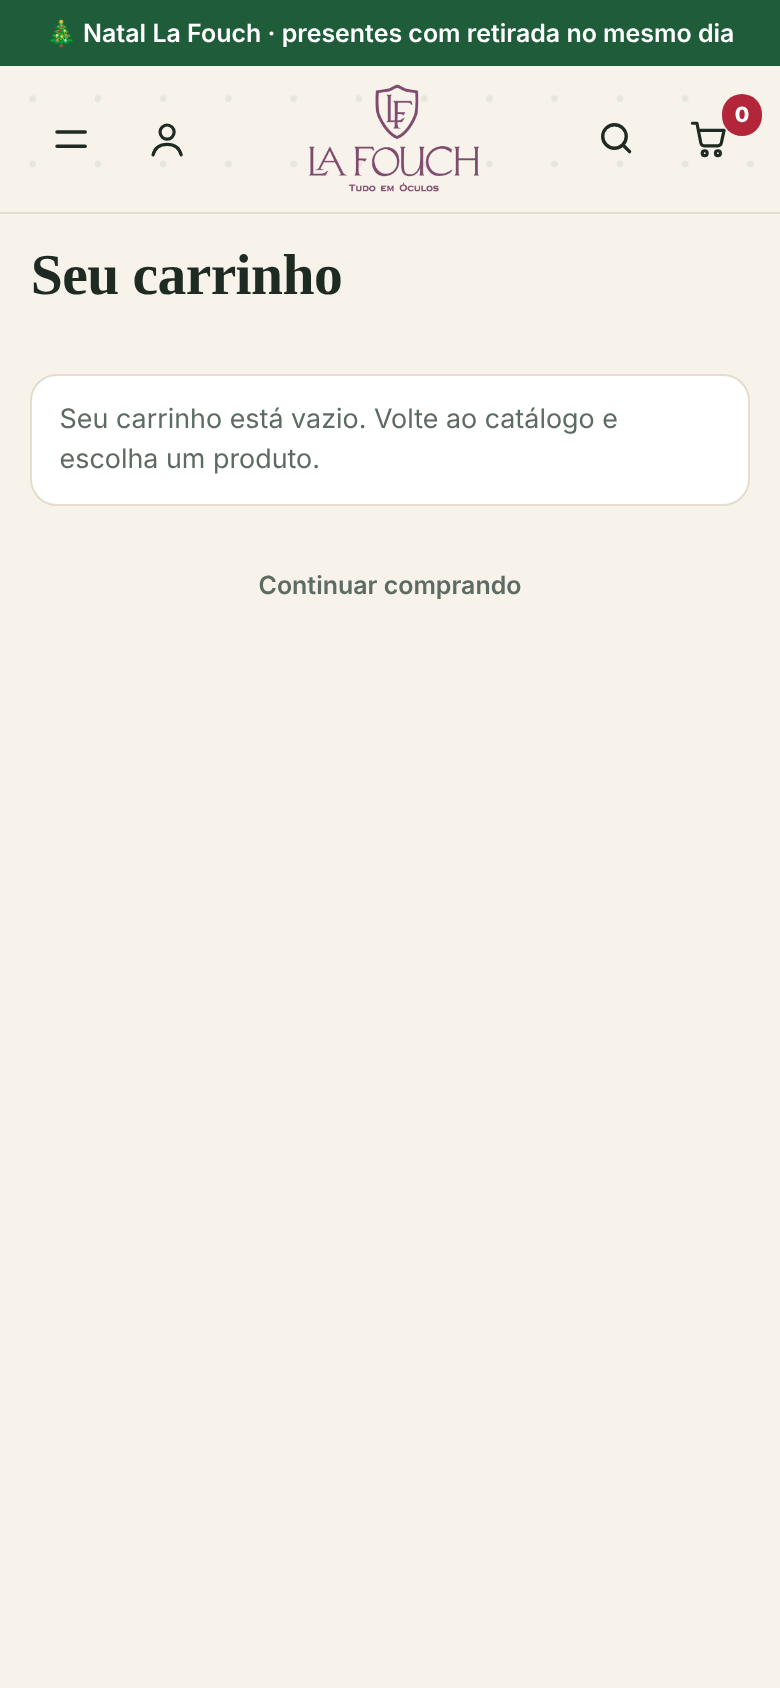 🎄 Natal La Fouch · presentes com retirada no mesmo dia
LF
LA FOUCH
Tudo em Óculos
0
Seu carrinho
Seu carrinho está vazio. Volte ao catálogo e
escolha um produto.
Continuar comprando